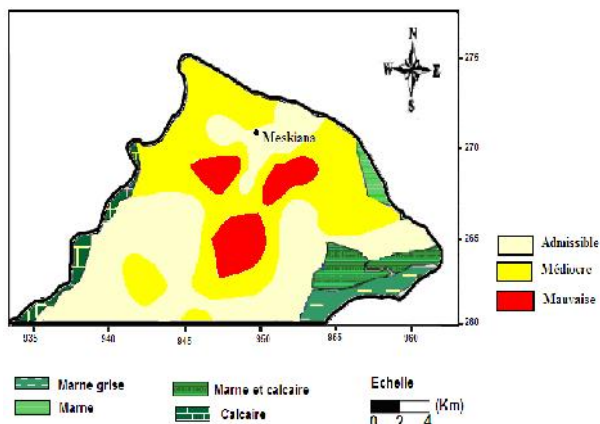 N
W E
S
275
270
265
260
Meskiana
935 940 945 950 955 960
Admissible
Médiocre
Mauvaise
Marne grise
Marne
Marne et calcaire
Calcaire
Echelle
(Km)
0 2 4